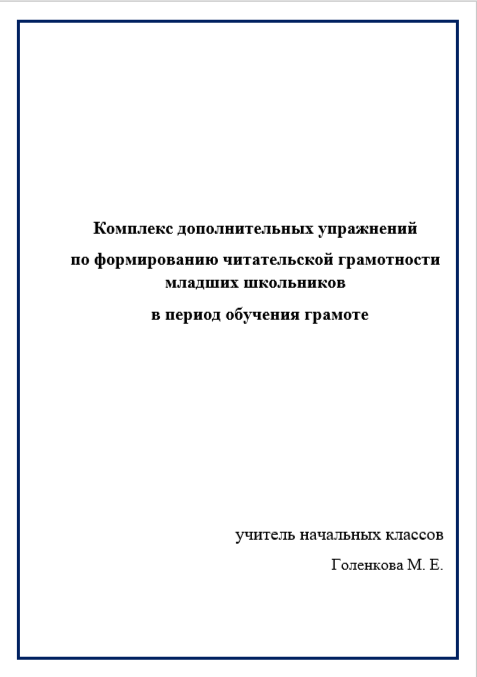 Комплекс дополнительных упражнений
по формированию читательской грамотности
младших школьников
в период обучения грамоте
учитель начальных классов
Голенкова М. Е.